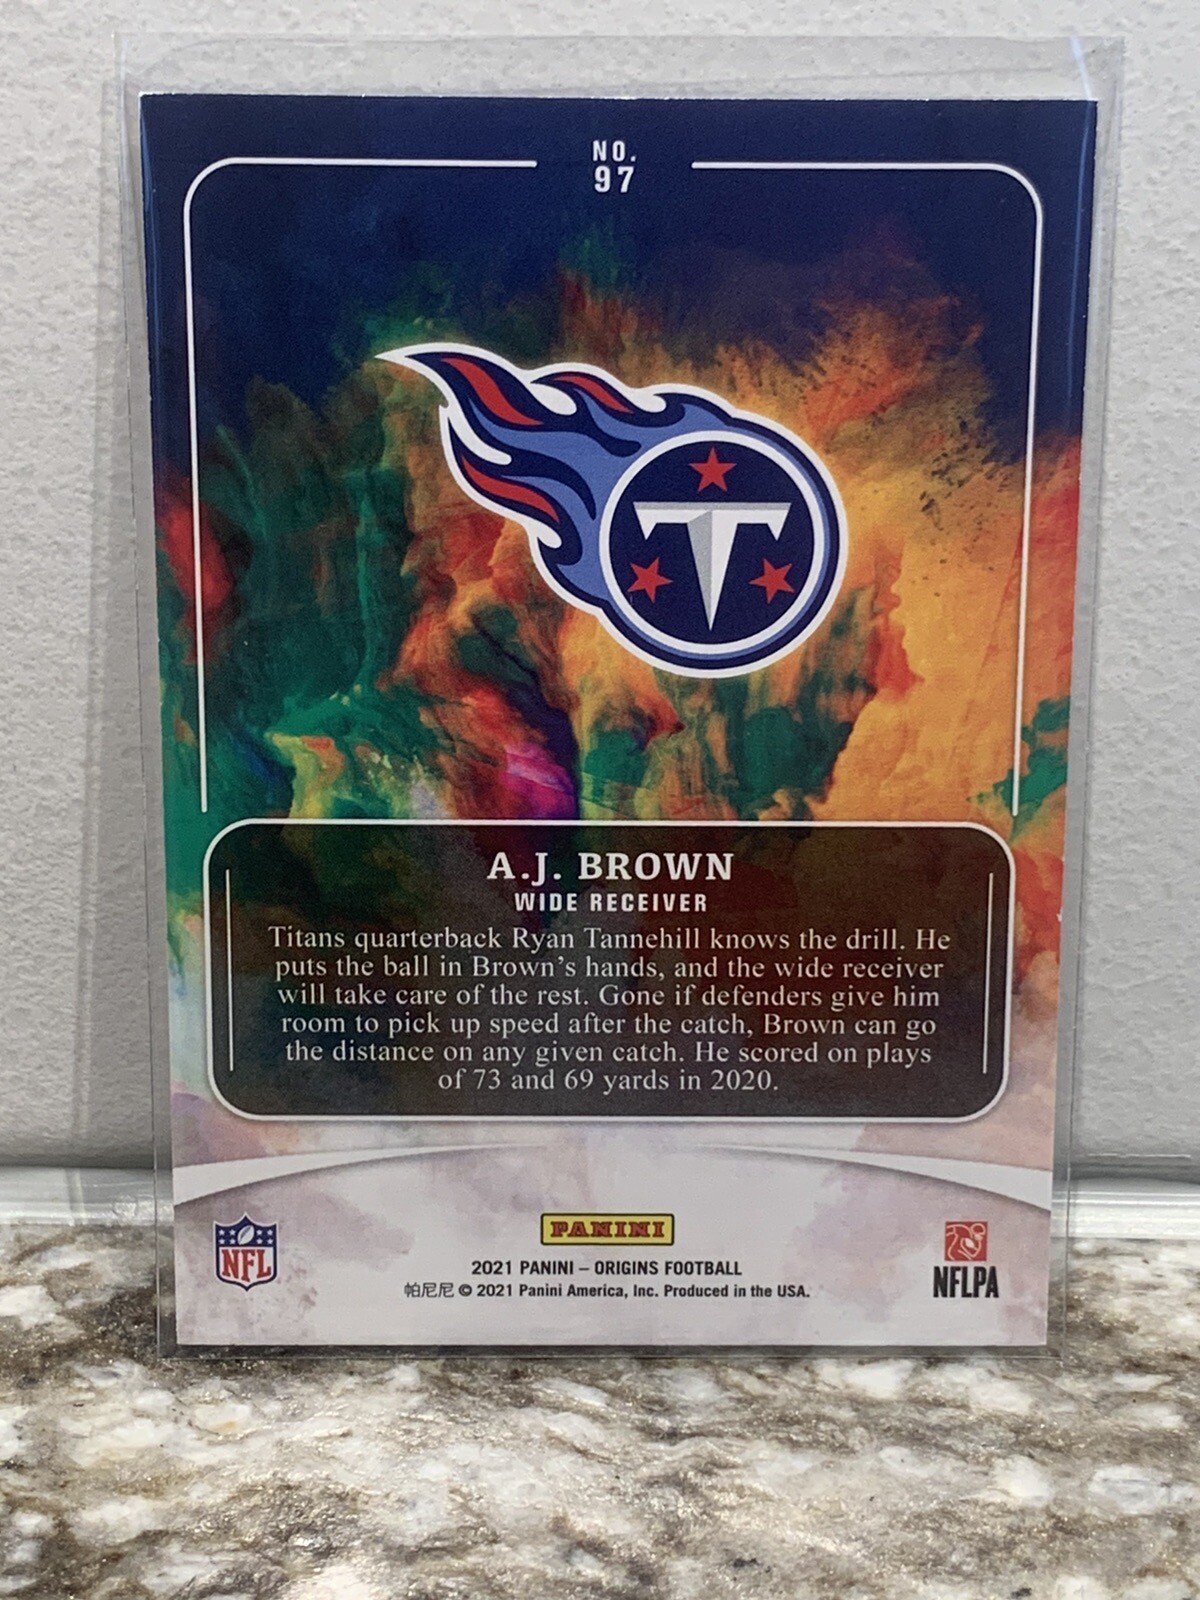 NO.
97
T
A.J. BROWN
WIDE RECEIVER
Titans quarterback Ryan Tannehill knows the drill. He
puts the ball in Brown's hands, and the wide receiver
will take care of the rest. Gone if defenders give him
room to pick up speed after the catch, Brown can go
the distance on any given catch. He scored on plays
of 73 and 69 yards in 2020.
NFL
PANINI
2021 PANINI – ORIGINS FOOTBALL
帕尼尼 © 2021 Panini America, Inc. Produced in the USA.
NFLPA